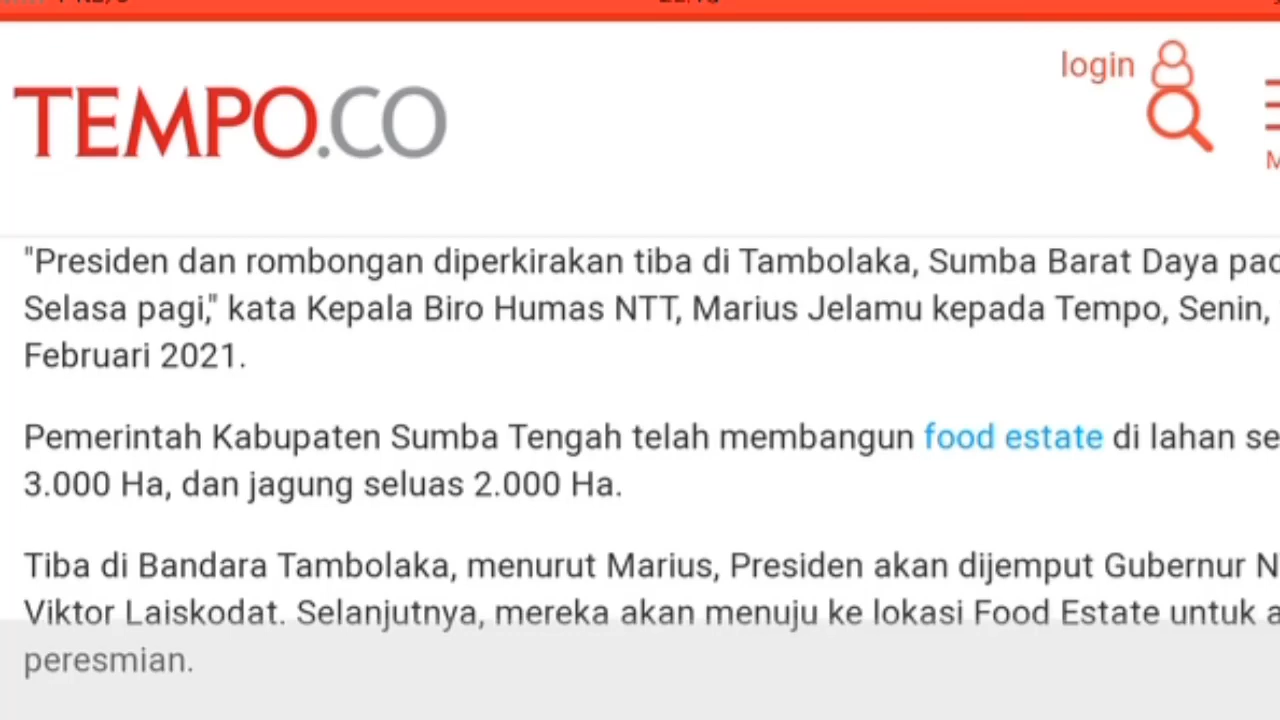 login
TEMPO.CO
"Presiden dan rombongan diperkirakan tiba di Tambolaka, Sumba Barat Daya
Selasa pagi," kata Kepala Biro Humas NTT, Marius Jelamu kepada Tempo, Senin,
Februari 2021.
Pemerintah Kabupaten Sumba Tengah telah membangun food estate di lahan
3.000 Ha, dan jagung seluas 2.000 Ha.
Tiba di Bandara Tambolaka, menurut Marius, Presiden akan dijemput Gubernur
Viktor Laiskodat. Selanjutnya, mereka akan menuju ke lokasi Food Estate untuk
peresmian.